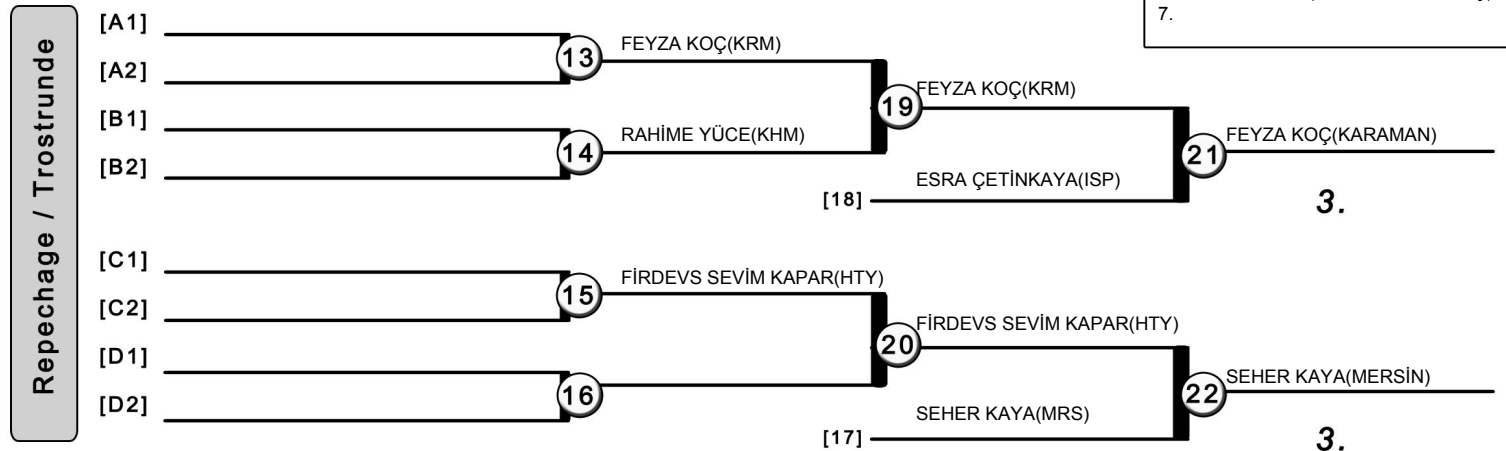 Repechage / Trostrunde
7.
[A1]
[A2]
[B1]
[B2]
13
FEYZA KOÇ(KRM)
14
RAHİME YÜCE(KHM)
19
FEYZA KOÇ(KRM)
[18]
ESRA ÇETİNKAYA(ISP)
21
FEYZA KOÇ(KARAMAN)
3.
[C1]
[C2]
[D1]
[D2]
15
FİRDEVS SEVİM KAPAR(HTY)
16
20
FİRDEVS SEVİM KAPAR(HTY)
[17]
SEHER KAYA(MRS)
22
SEHER KAYA(MERSİN)
3.